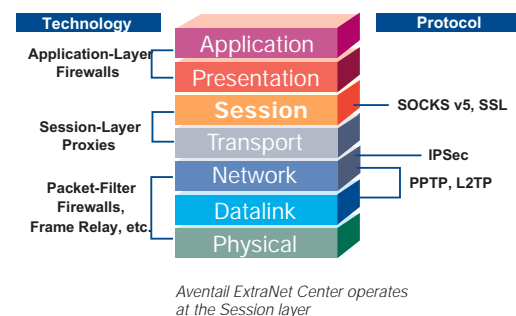 Technology
Protocol
Application-Layer
Firewalls
Application
Presentation
Session
SOCKS v5, SSL
Session-Layer
Proxies
Transport
Network
IPSec
PPTP, L2TP
Packet-Filter
Firewalls,
Frame Relay, etc.
Datalink
Physical
Aventail ExtraNet Center operates
at the Session layer